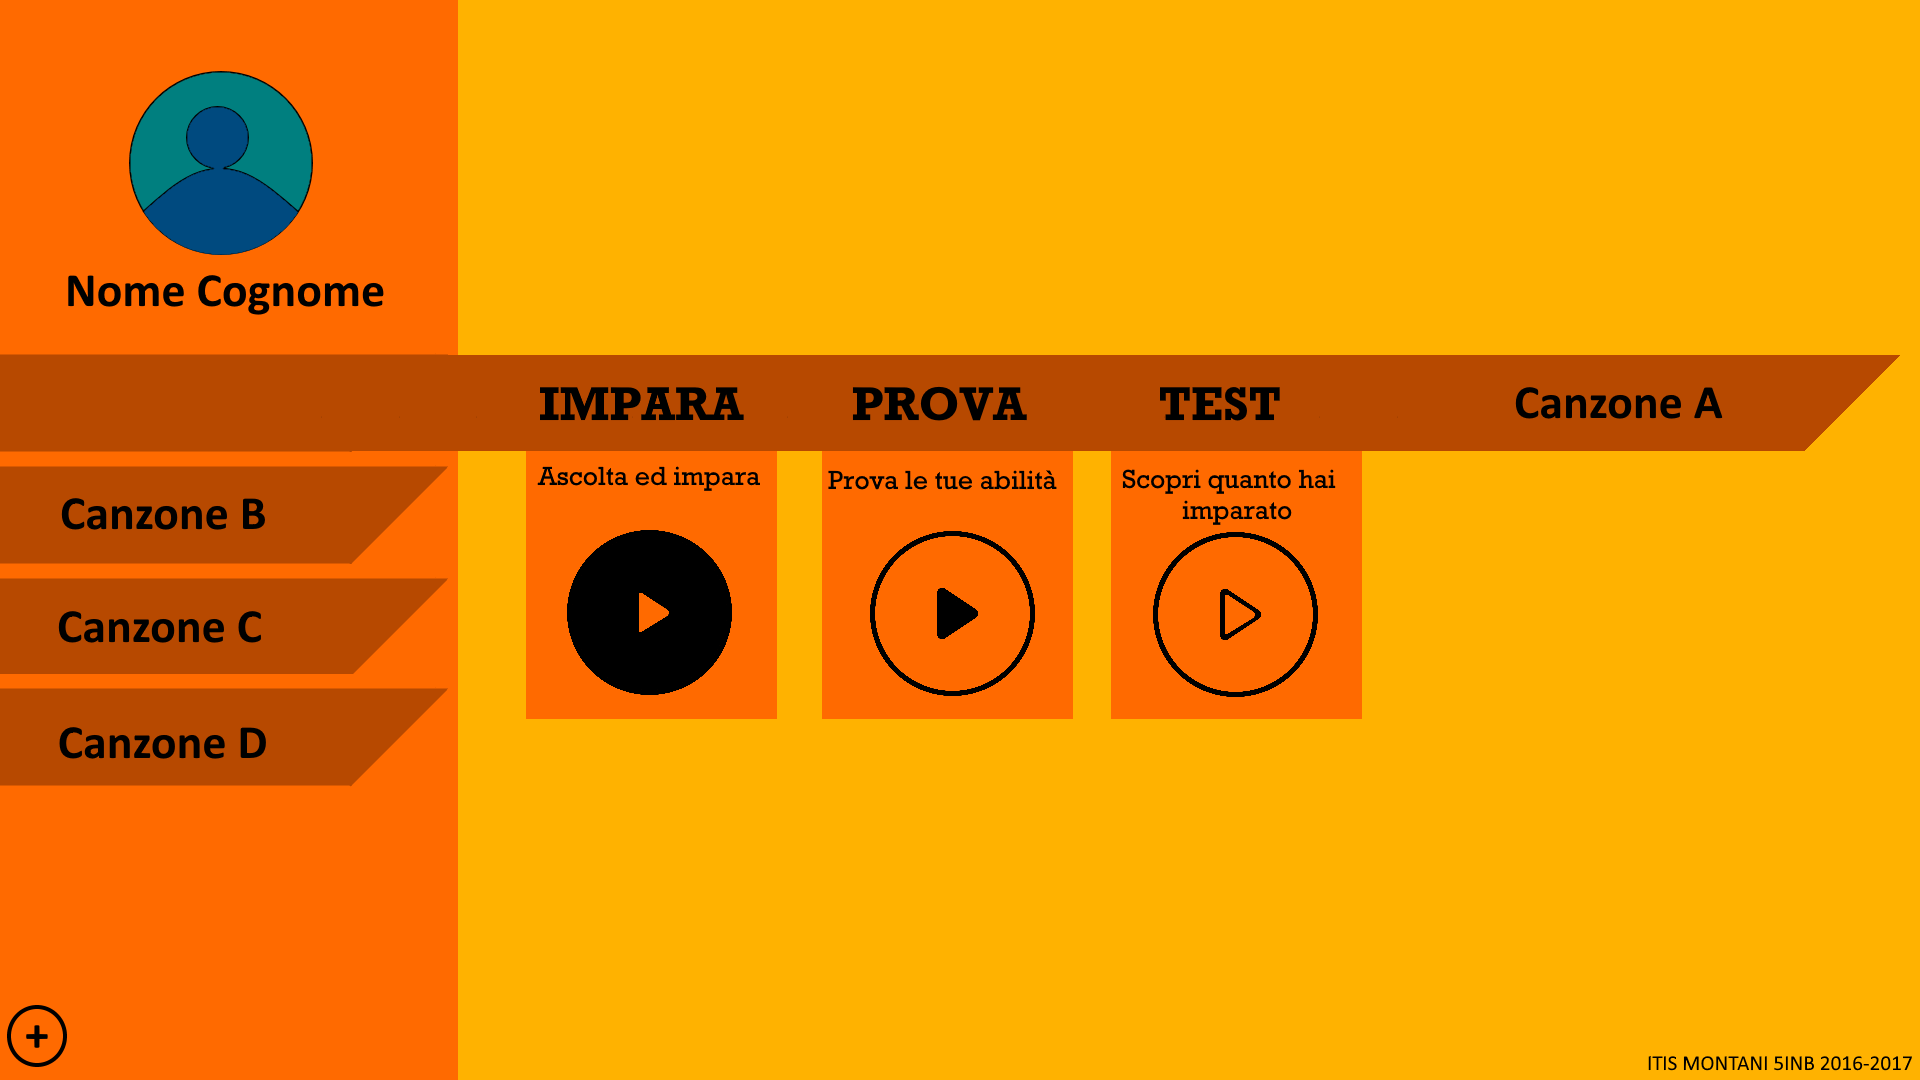 Nome Cognome
IMPARA
PROVA
TEST
Canzone A
Ascolta ed impara
Prova le tue abilità
Scopri quanto hai
imparato
Canzone B
Canzone C
Canzone D
+
ITIS MONTANI 5INB 2016-2017